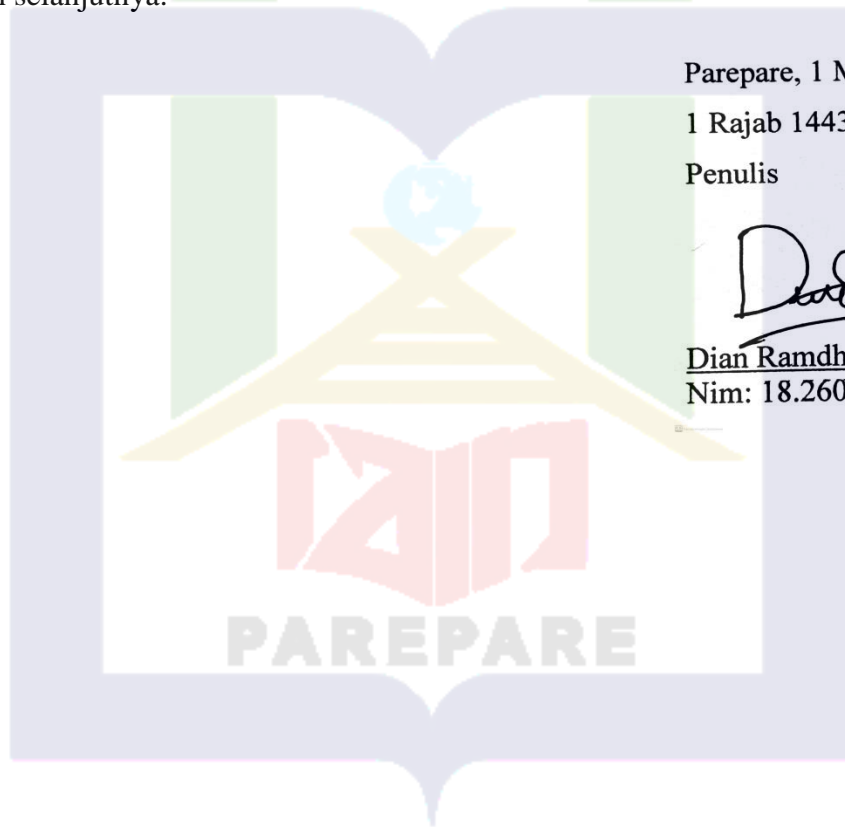 selanjutnya.
Parepare, 1
1 Rajab 1443
Penulis
Dian Ramdh
Nim: 18.260
PAREPARE